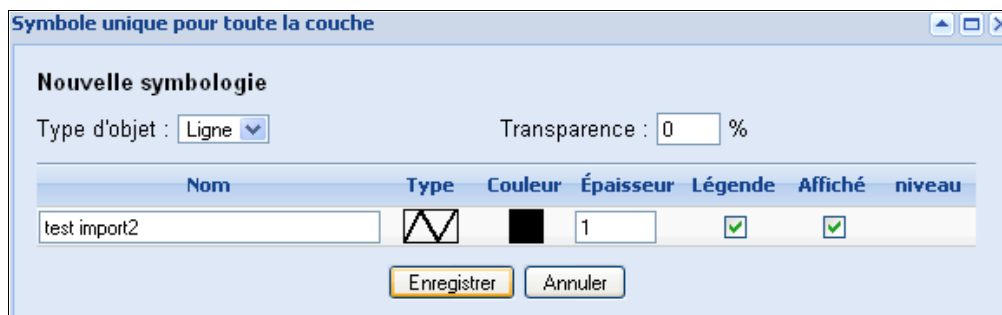 Symbole unique pour toute la couche
Nouvelle symbologie
Type d'objet : Ligne Transparence : 0 %
Nom Type Couleur Épaisseur Légende Affiché niveau
test import2 1
Enregistrer Annuler